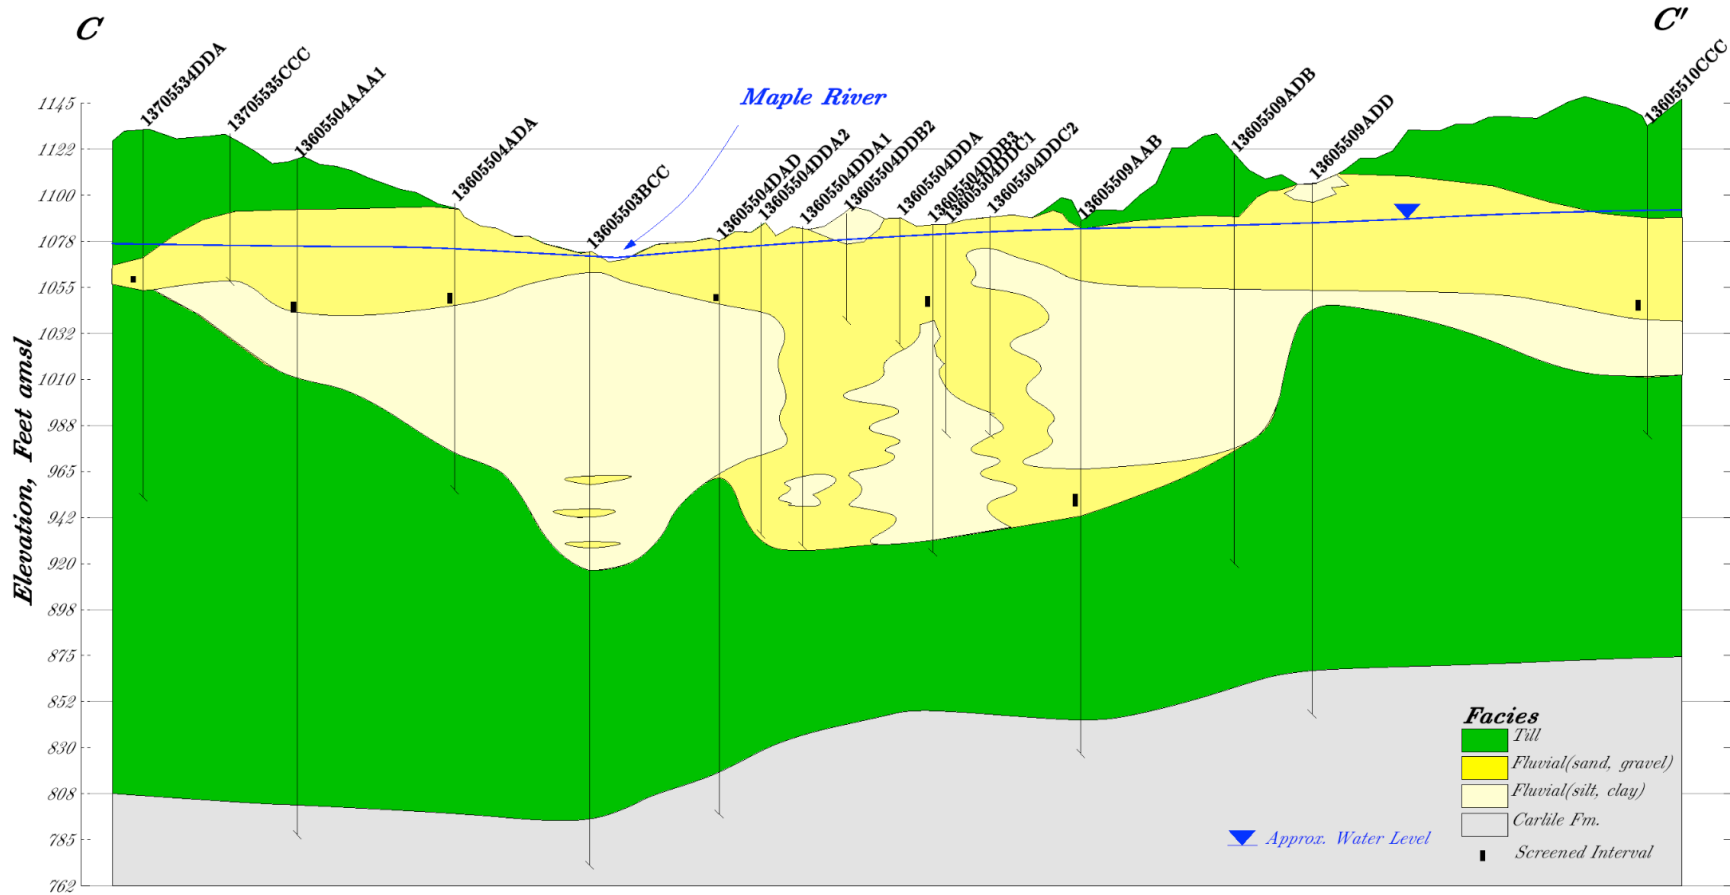 C
C'
13705534DDA
13705535CCC
13605504AAA1
13605504ADA
13605503BCC
Maple River
13605504DAD
13605504DDA2
13605504DDA1
13605504DDB2
13605504DDA
13605504DDB3
13605504DDC1
13605504DDC2
13605509AAB
13605509ADB
13605509ADD
13605510CCC
Elevation, Feet amsl
1145
1122
1100
1078
1055
1032
1010
988
965
942
920
898
875
852
830
808
785
762
Facies
Till
Fluvial(sand, gravel)
Fluvial(silt, clay)
Carlile Fm.
Screened Interval
Approx. Water Level